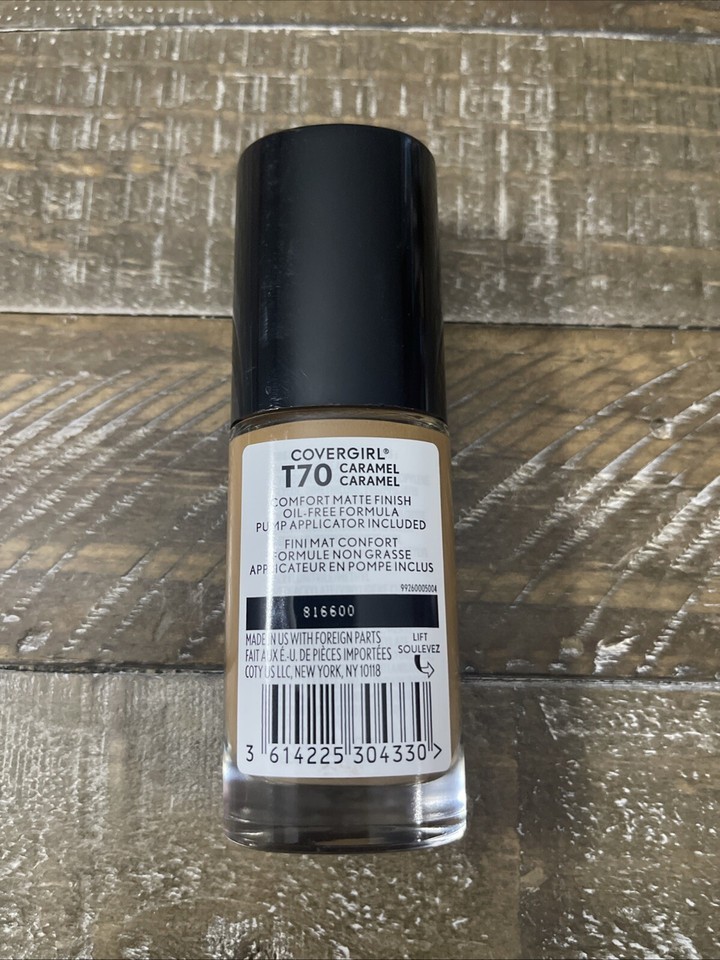 COVERGIRL®
T70 CARAMEL
CARAMEL
COMFORT MATTE FINISH
OIL-FREE FORMULA
PUMP APPLICATOR INCLUDED
FINI MAT CONFORT
FORMULE NON GRASSE
APPLICATEUR EN POMPE INCLUS
99260005004
816600
MADE IN US WITH FOREIGN PARTS
FAIT AUX É.-U. DE PIÈCES IMPORTÉES
COTY US LLC, NEW YORK, NY 10118
LIFT
SOULEVEZ
3 614225 304330 >